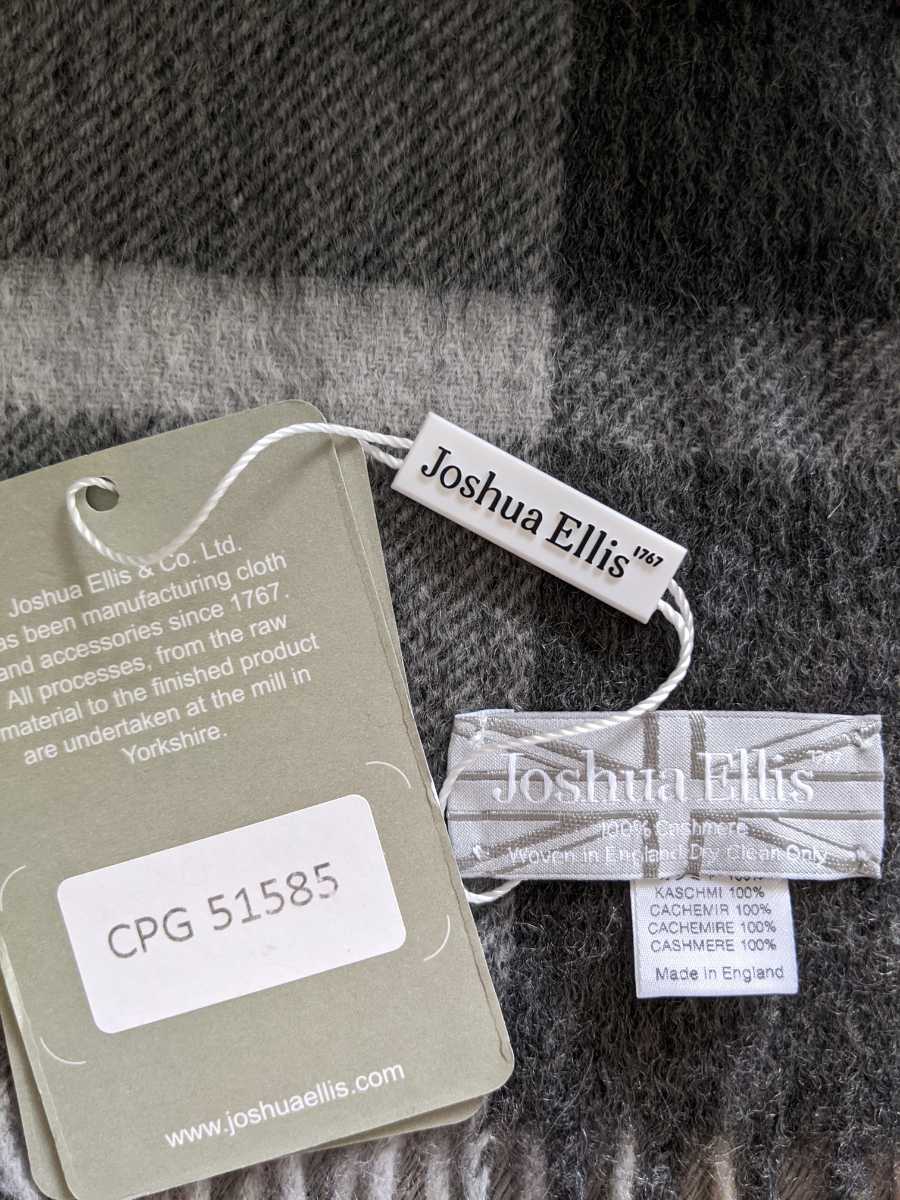 Joshua Ellis & Co. Ltd.
as been manufacturing cloth
and accessories since 1767.
All processes, from the raw
material to the finished product
are undertaken at the mill in
Yorkshire.
CPG 51585
www.joshuaellis.com
Joshua Ellis 1767
Joshua Ellis 1767
100% Cashmere
Woven in England Dry Clean Only
100%
KASCHMI 100%
CACHEMIR 100%
CACHEMIRE 100%
CASHMERE 100%
Made in England